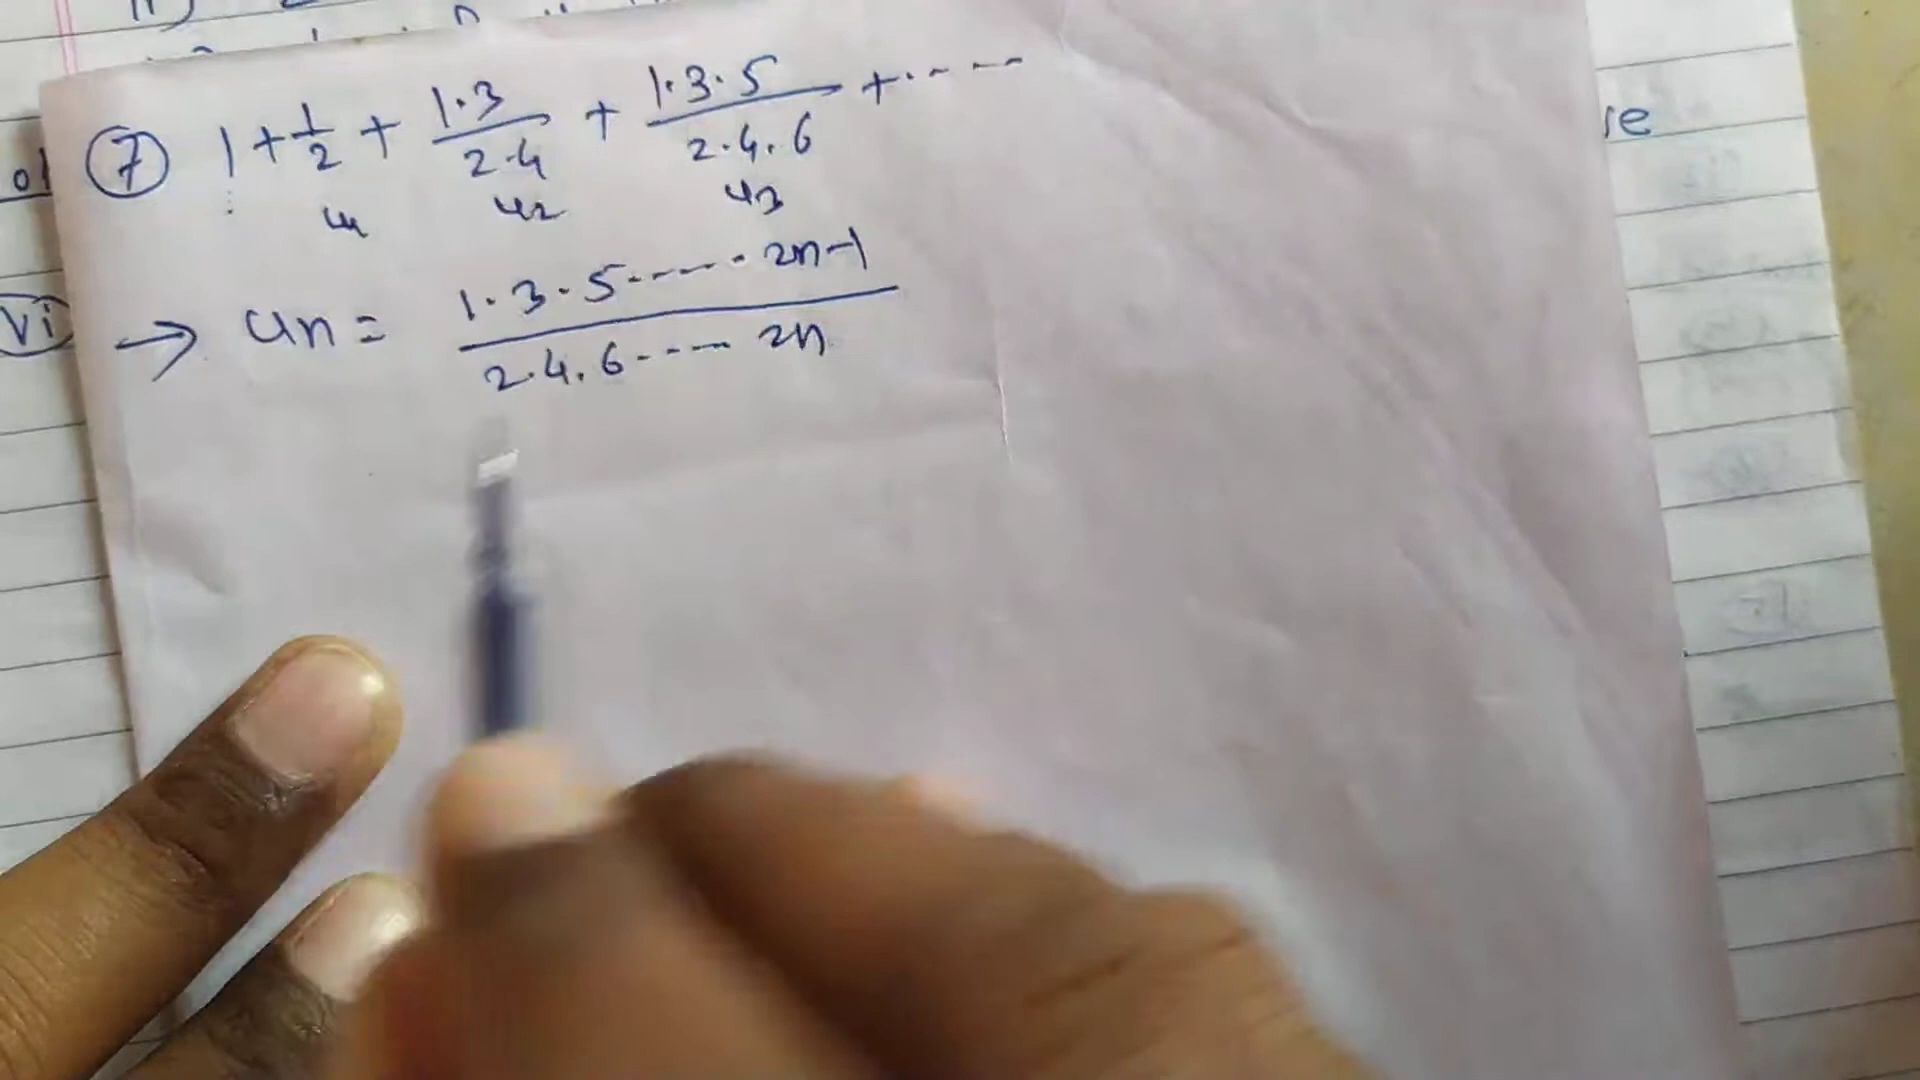 ⑦ 1 + 1/2 + 1·3/2·4 + 1·3·5/2·4·6 + ······
u1 u2 u3
→ un = 1·3·5······2n-1/2·4·6······2n
vi